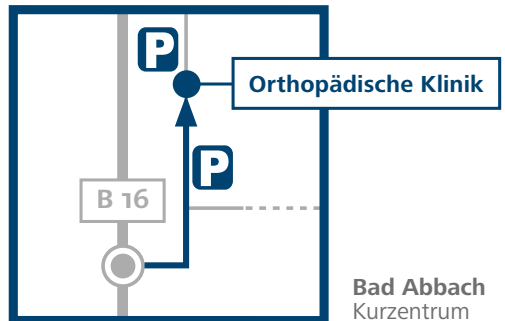 P
Orthopädische Klinik
P
B 16
Bad Abbach
Kurzentrum